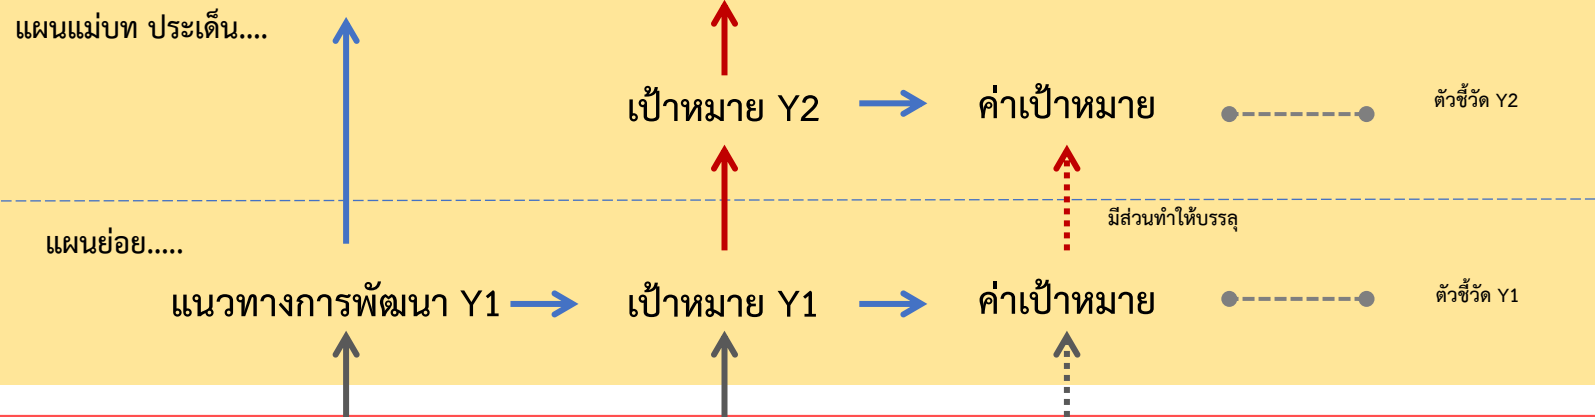 แผนแม่บท ประเด็น....
เป้าหมาย Y2
ค่าเป้าหมาย
ตัวชี้วัด Y2
มีส่วนทำให้บรรลุ
แผนย่อย.....
แนวทางการพัฒนา Y1
เป้าหมาย Y1
ค่าเป้าหมาย
ตัวชี้วัด Y1